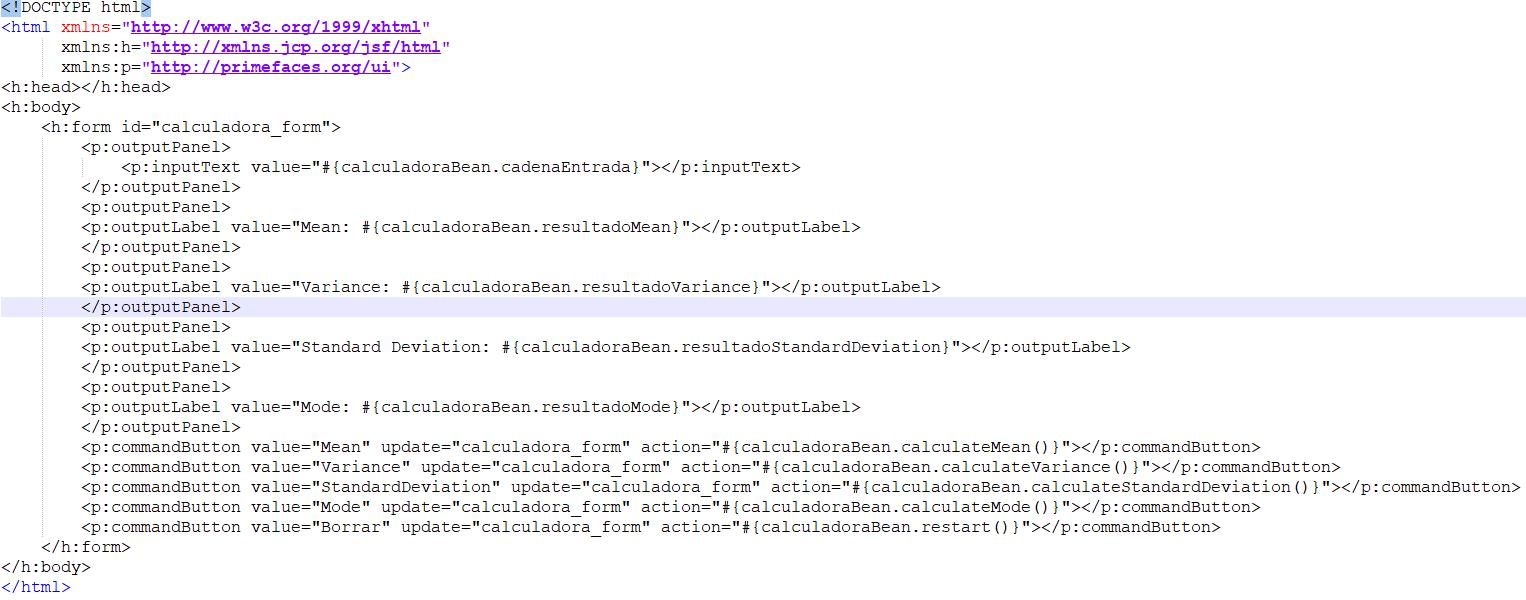 <!DOCTYPE html>
<html xmlns="http://www.w3c.org/1999/xhtml"
      xmlns:h="http://xmlns.jcp.org/jsf/html"
      xmlns:p="http://primefaces.org/ui">
<h:head></h:head>
<h:body>
    <h:form id="calculadora_form">
        <p:outputPanel>
            <p:inputText value="#{calculadoraBean.cadenaEntrada}"></p:inputText>
        </p:outputPanel>
        <p:outputPanel>
        <p:outputLabel value="Mean: #{calculadoraBean.resultadoMean}"></p:outputLabel>
        </p:outputPanel>
        <p:outputPanel>
        <p:outputLabel value="Variance: #{calculadoraBean.resultadoVariance}"></p:outputLabel>
        </p:outputPanel>
        <p:outputPanel>
        <p:outputLabel value="Standard Deviation: #{calculadoraBean.resultadoStandardDeviation}"></p:outputLabel>
        </p:outputPanel>
        <p:outputPanel>
        <p:outputLabel value="Mode: #{calculadoraBean.resultadoMode}"></p:outputLabel>
        </p:outputPanel>
        <p:commandButton value="Mean" update="calculadora_form" action="#{calculadoraBean.calculateMean()}"></p:commandButton>
        <p:commandButton value="Variance" update="calculadora_form" action="#{calculadoraBean.calculateVariance()}"></p:commandButton>
        <p:commandButton value="StandardDeviation" update="calculadora_form" action="#{calculadoraBean.calculateStandardDeviation()}"></p:commandButton>
        <p:commandButton value="Mode" update="calculadora_form" action="#{calculadoraBean.calculateMode()}"></p:commandButton>
        <p:commandButton value="Borrar" update="calculadora_form" action="#{calculadoraBean.restart()}"></p:commandButton>
    </h:form>
</h:body>
</html>